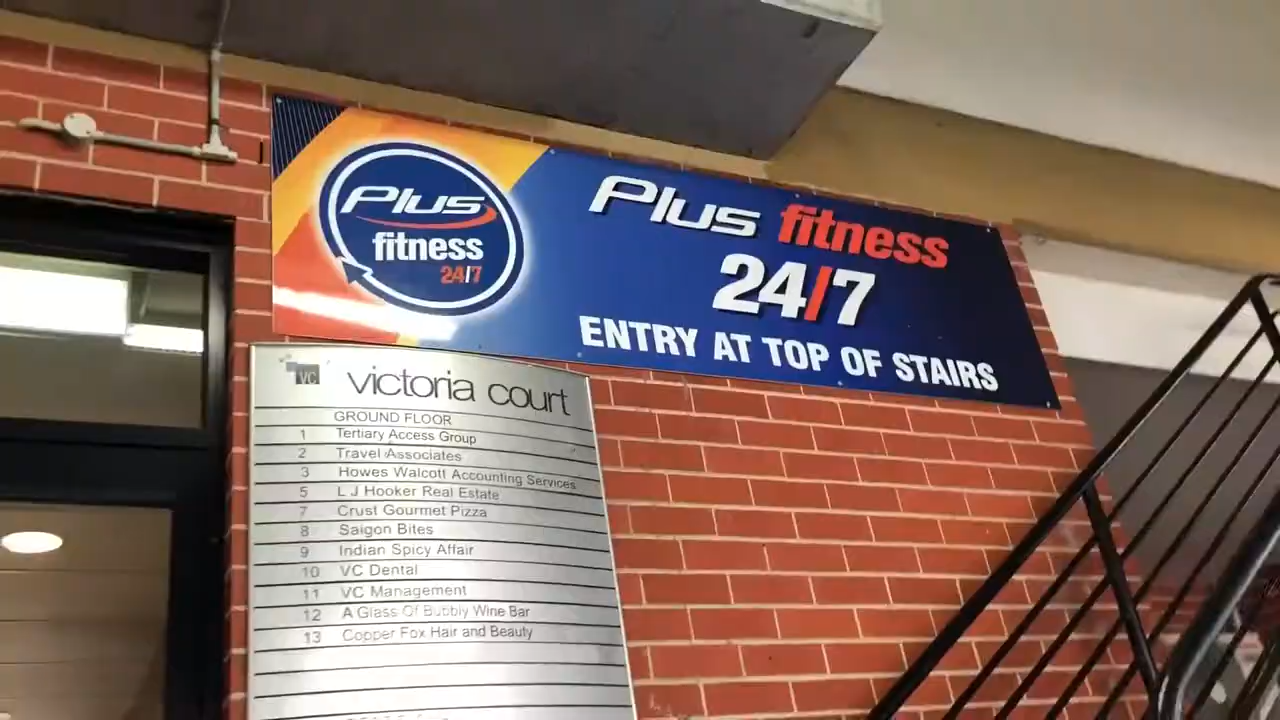 Plus
fitness
24/7
Plus fitness
24/7
ENTRY AT TOP OF STAIRS
VC victoria court
GROUND FLOOR
1 Tertiary Access Group
2 Travel Associates
3 Howes Walcott Accounting Services
5 L J Hooker Real Estate
7 Crust Gourmet Pizza
8 Saigon Bites
9 Indian Spicy Affair
10 VC Dental
11 VC Management
12 A Glass Of Bubbly Wine Bar
13 Copper Fox Hair and Beauty